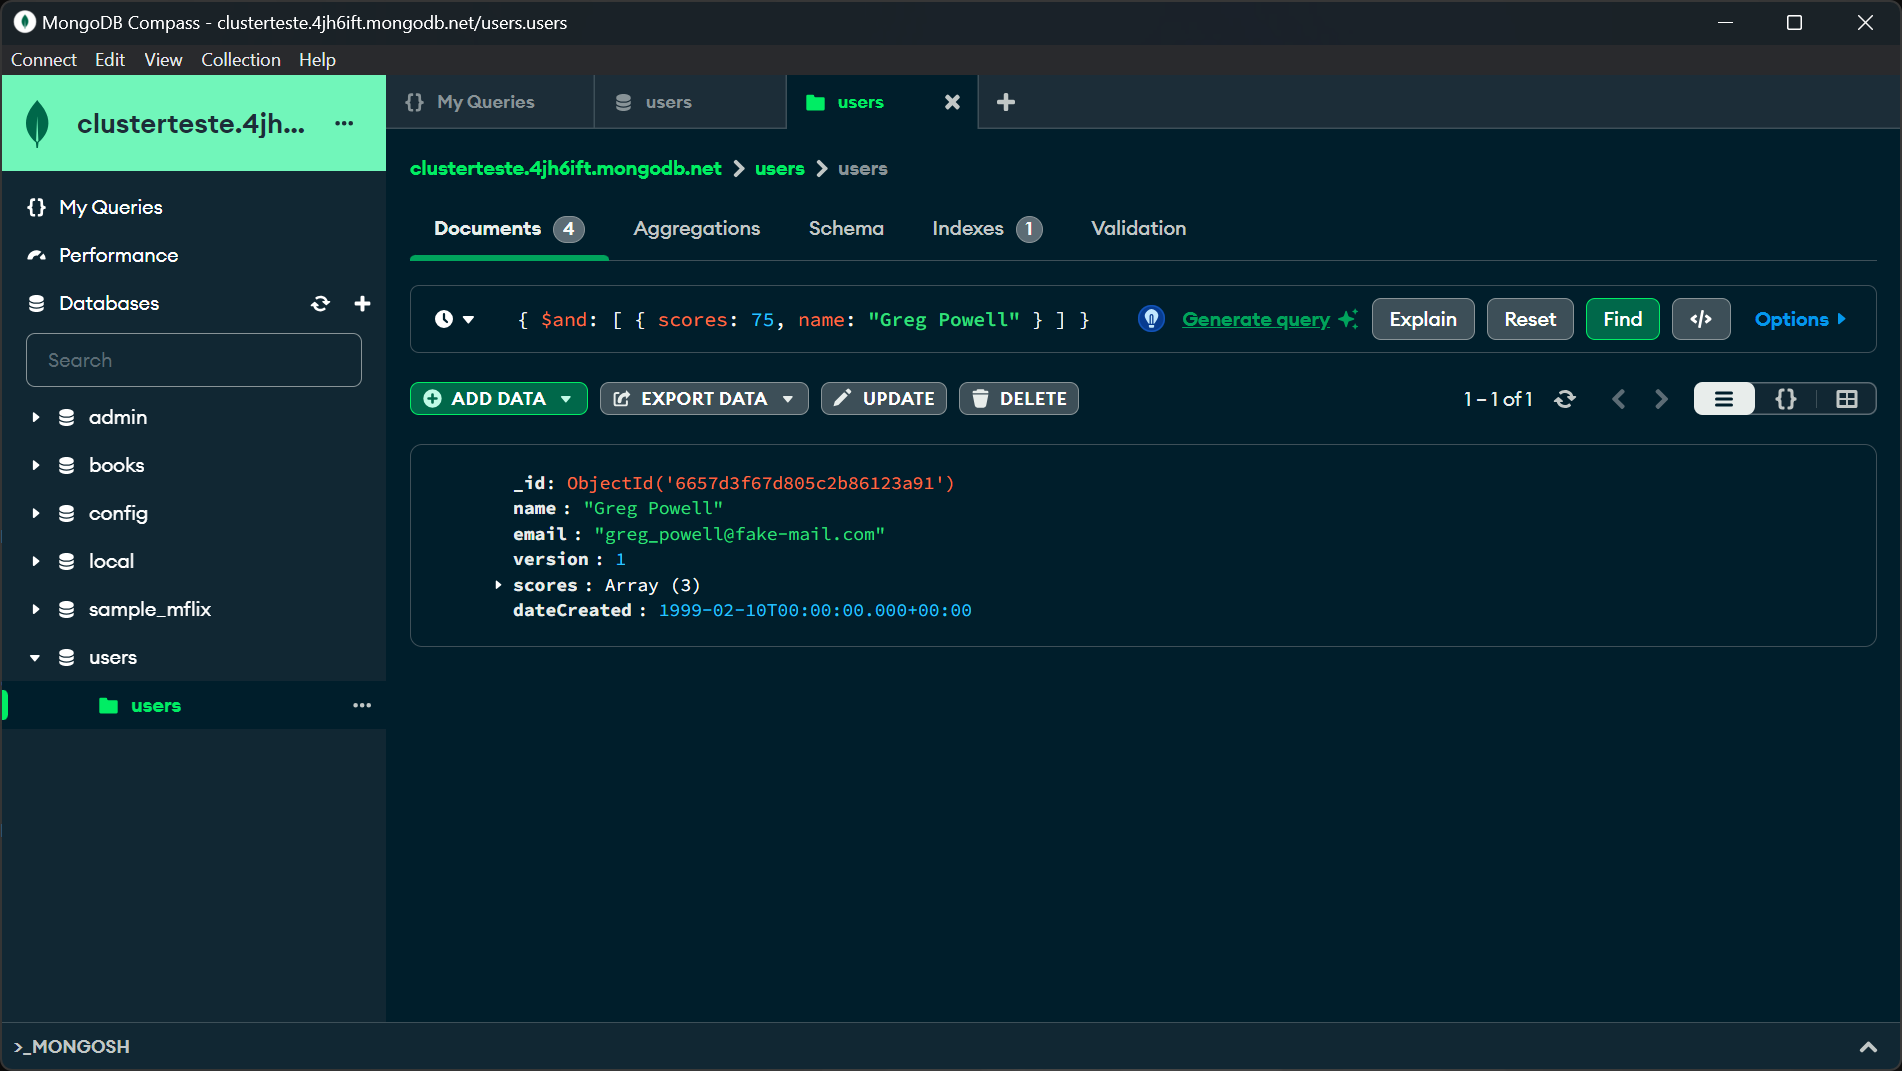 MongoDB Compass - clusterteste.4jh6ift.mongodb.net/users.users
Connect Edit View Collection Help
clusterteste.4jh...
My Queries
Performance
Databases
Search
admin
books
config
local
sample_mflix
users
users
{} My Queries
users
users
clusterteste.4jh6ift.mongodb.net > users > users
Documents 4 Aggregations Schema Indexes 1 Validation
{ $and: [ { scores: 75, name: "Greg Powell" } ] }
Generate query
Explain
Reset
Find
</>
Options
ADD DATA
EXPORT DATA
UPDATE
DELETE
1 – 1 of 1
{}
_id: ObjectId('6657d3f67d805c2b86123a91')
name : "Greg Powell"
email : "greg_powell@fake-mail.com"
version : 1
scores : Array (3)
dateCreated : 1999-02-10T00:00:00.000+00:00
>_MONGOSH